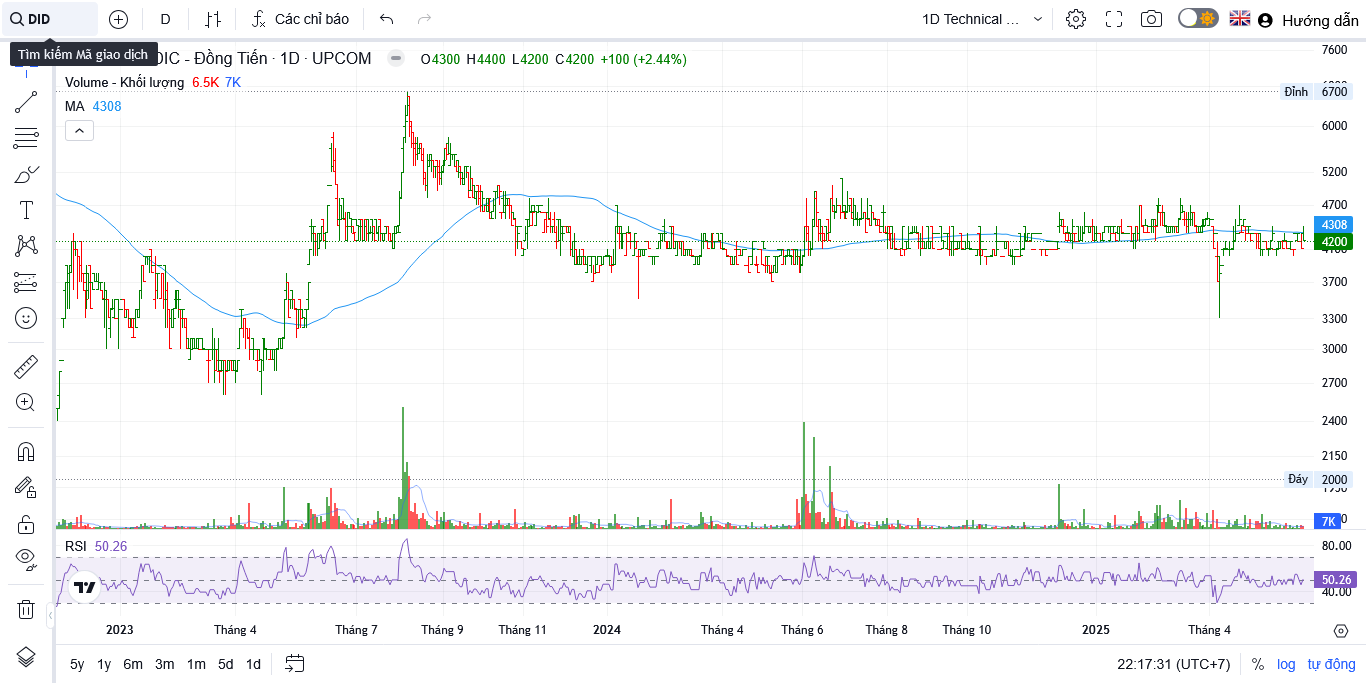 DID
D
Các chỉ báo
1D Technical ...
Hướng dẫn
Tìm kiếm Mã giao dịch
DIC - Đồng Tiến · 1D · UPCOM
O4300 H4400 L4200 C4200 +100 (+2.44%)
Volume - Khối lượng 6.5K 7K
MA 4308
7600
Đỉnh 6700
6000
5200
4700
4308
4200
3700
3300
3000
2700
2400
2150
Đáy 2000
7K
RSI 50.26
80.00
50.26
40.00
2023 Tháng 4 Tháng 7 Tháng 9 Tháng 11 2024 Tháng 4 Tháng 6 Tháng 8 Tháng 10 2025 Tháng 4
5y 1y 6m 3m 1m 5d 1d
22:17:31 (UTC+7) % log tự động